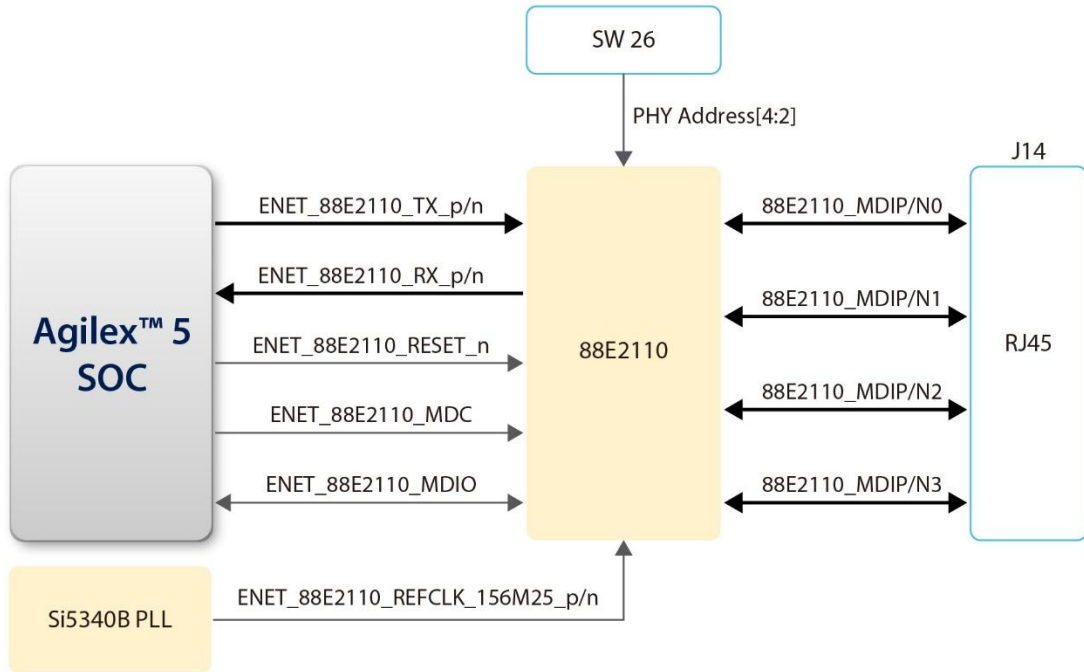 SW 26
PHY Address[4:2]
J14
ENET_88E2110_TX_p/n
88E2110_MDIP/N0
ENET_88E2110_RX_p/n
88E2110_MDIP/N1
Agilex™ 5
SOC
ENET_88E2110_RESET_n
88E2110
RJ45
ENET_88E2110_MDC
88E2110_MDIP/N2
ENET_88E2110_MDIO
88E2110_MDIP/N3
Si5340B PLL
ENET_88E2110_REFCLK_156M25_p/n